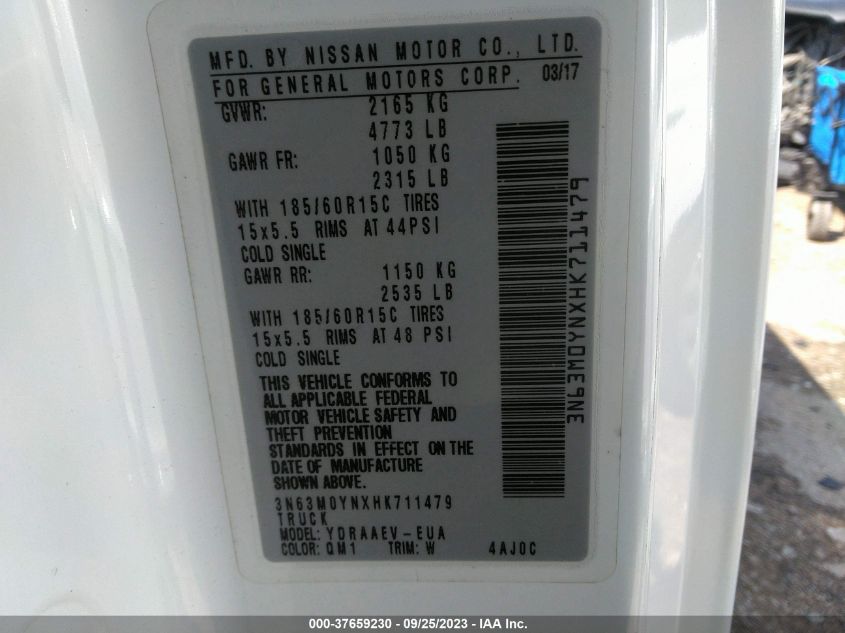 MFD. BY NISSAN MOTOR CO., LTD.
FOR GENERAL MOTORS CORP. 03/17
GVWR: 2165 KG
4773 LB
GAWR FR: 1050 KG
2315 LB
WITH 185/60R15C TIRES
15x5.5 RIMS AT 44PSI
COLD SINGLE
GAWR RR: 1150 KG
2535 LB
WITH 185/60R15C TIRES
15x5.5 RIMS AT 48 PSI
COLD SINGLE
THIS VEHICLE CONFORMS TO
ALL APPLICABLE FEDERAL
MOTOR VEHICLE SAFETY AND
THEFT PREVENTION
STANDARDS IN EFFECT ON THE
DATE OF MANUFACTURE
SHOWN ABOVE.
3N63M0YNXHK711479
TRUCK
MODEL: YDRAAEV-EUA
COLOR: QM1 TRIM: W 4AJ0C
3N63M0YNXHK711479
000-37659230 - 09/25/2023 - IAA Inc.